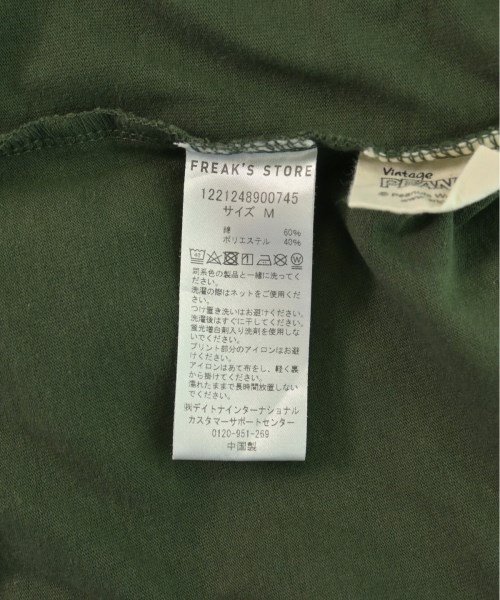 FREAK'S STORE
1221248900745
サイズ M
綿 60%
ポリエステル 40%
同系色の製品と一緒に洗ってください。
洗濯の際はネットをご使用ください。
つけ置き洗いはお避けください。
洗濯後はすぐに干してください。
蛍光増白剤入り洗剤を使用しないでください。
プリント部分のアイロンはお避けください。
アイロンはあて布をし、軽く裏から掛けてください。
濡れたままで長時間放置しないでください。
㈱デイトナインターナショナル
カスタマーサポートセンター
0120-951-269
中国製
Vintage